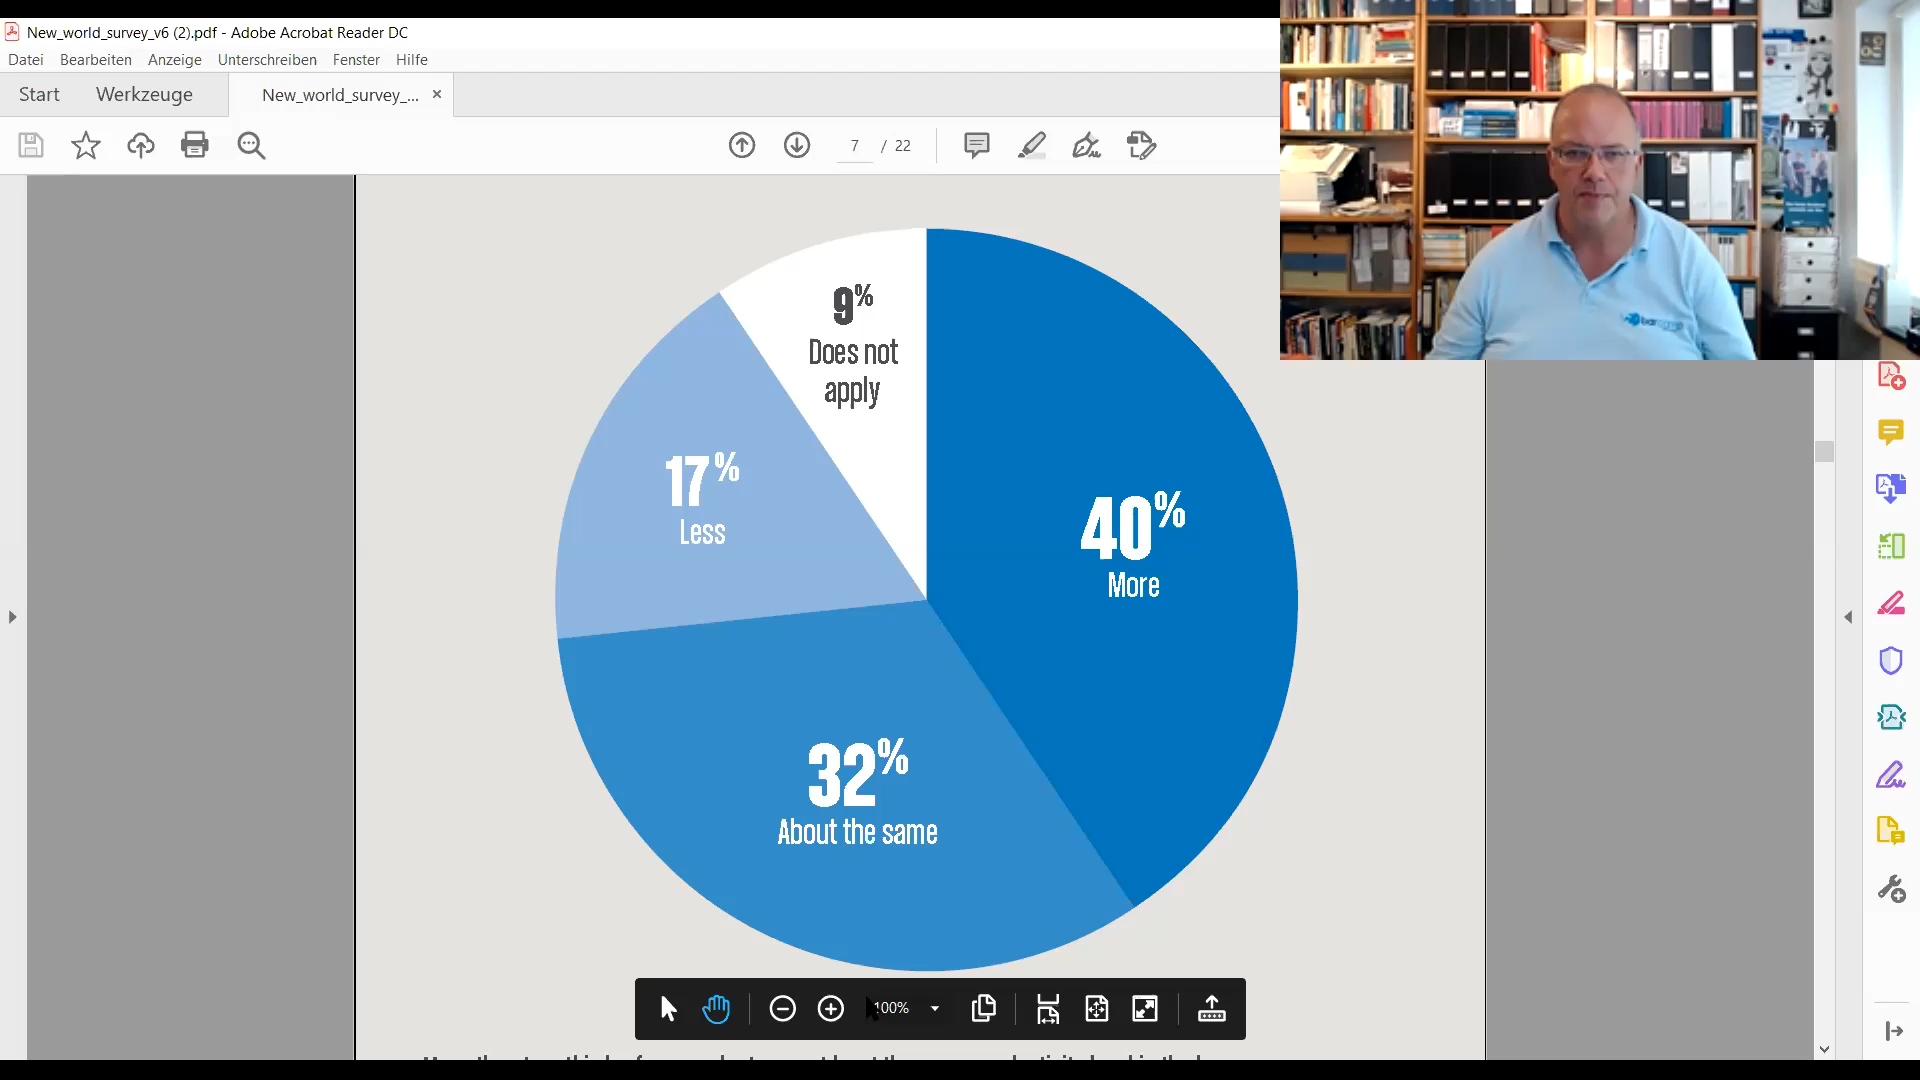 New_world_survey_v6 (2).pdf - Adobe Acrobat Reader DC
Datei Bearbeiten Anzeige Unterschreiben Fenster Hilfe
Start Werkzeuge New_world_survey_... ×
7 / 22
9%
Does not
apply
17%
Less
40%
More
32%
About the same
100%